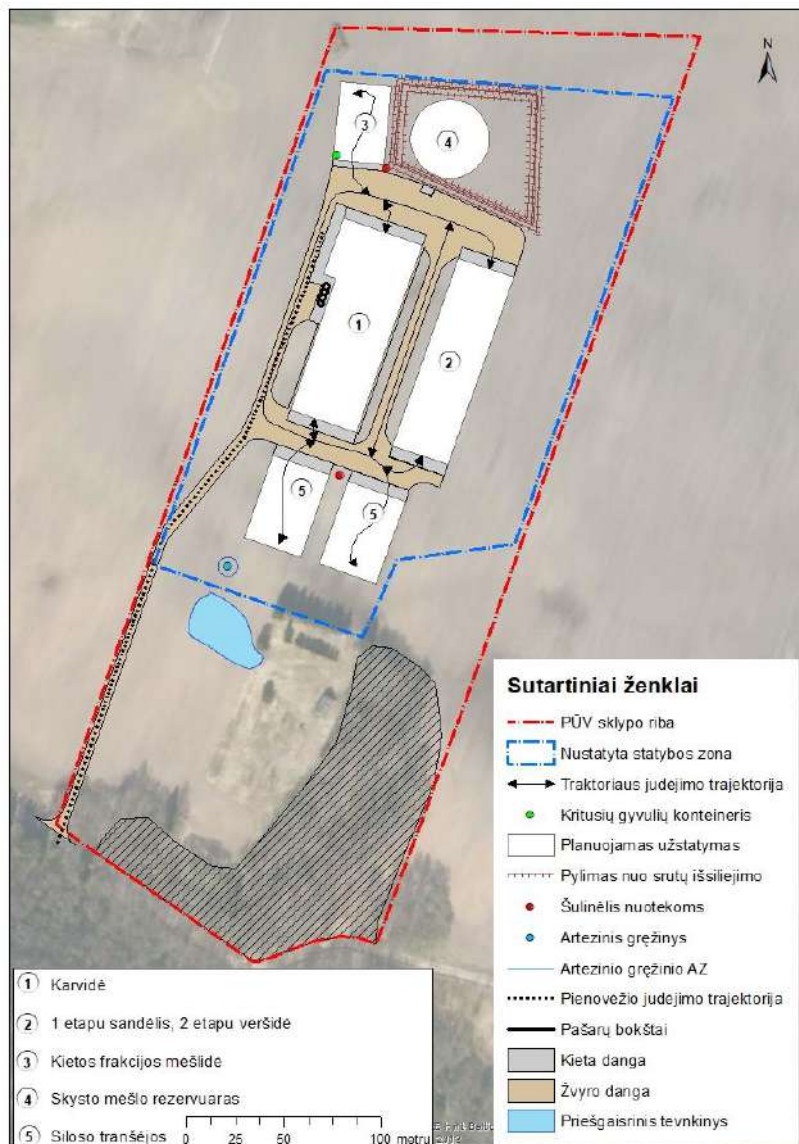 N
3
4
1
2
5
5
Sutartiniai ženklai
PŪV sklypo riba
Nustatyta statybos zona
Traktoriaus judėjimo trajektorija
Kritusių gyvulių konteineris
Planuojamas užstatymas
Pylimas nuo srutų išsiliejimo
Šulinėlis nuotekoms
Artezinis gręžinys
Artezinio gręžinio AZ
Pienovėžio judėjimo trajektorija
Pašarų bokštai
Kieta danga
Žvyro danga
Priešgaisrinis tevnkinys
1 Karvidė
2 1 etapu sandėlis, 2 etapu veršidė
3 Kietos frakcijos mėšlidė
4 Skysto mėšlo rezervuaras
5 Siloso tranšėjos
0 25 50 100 metrų